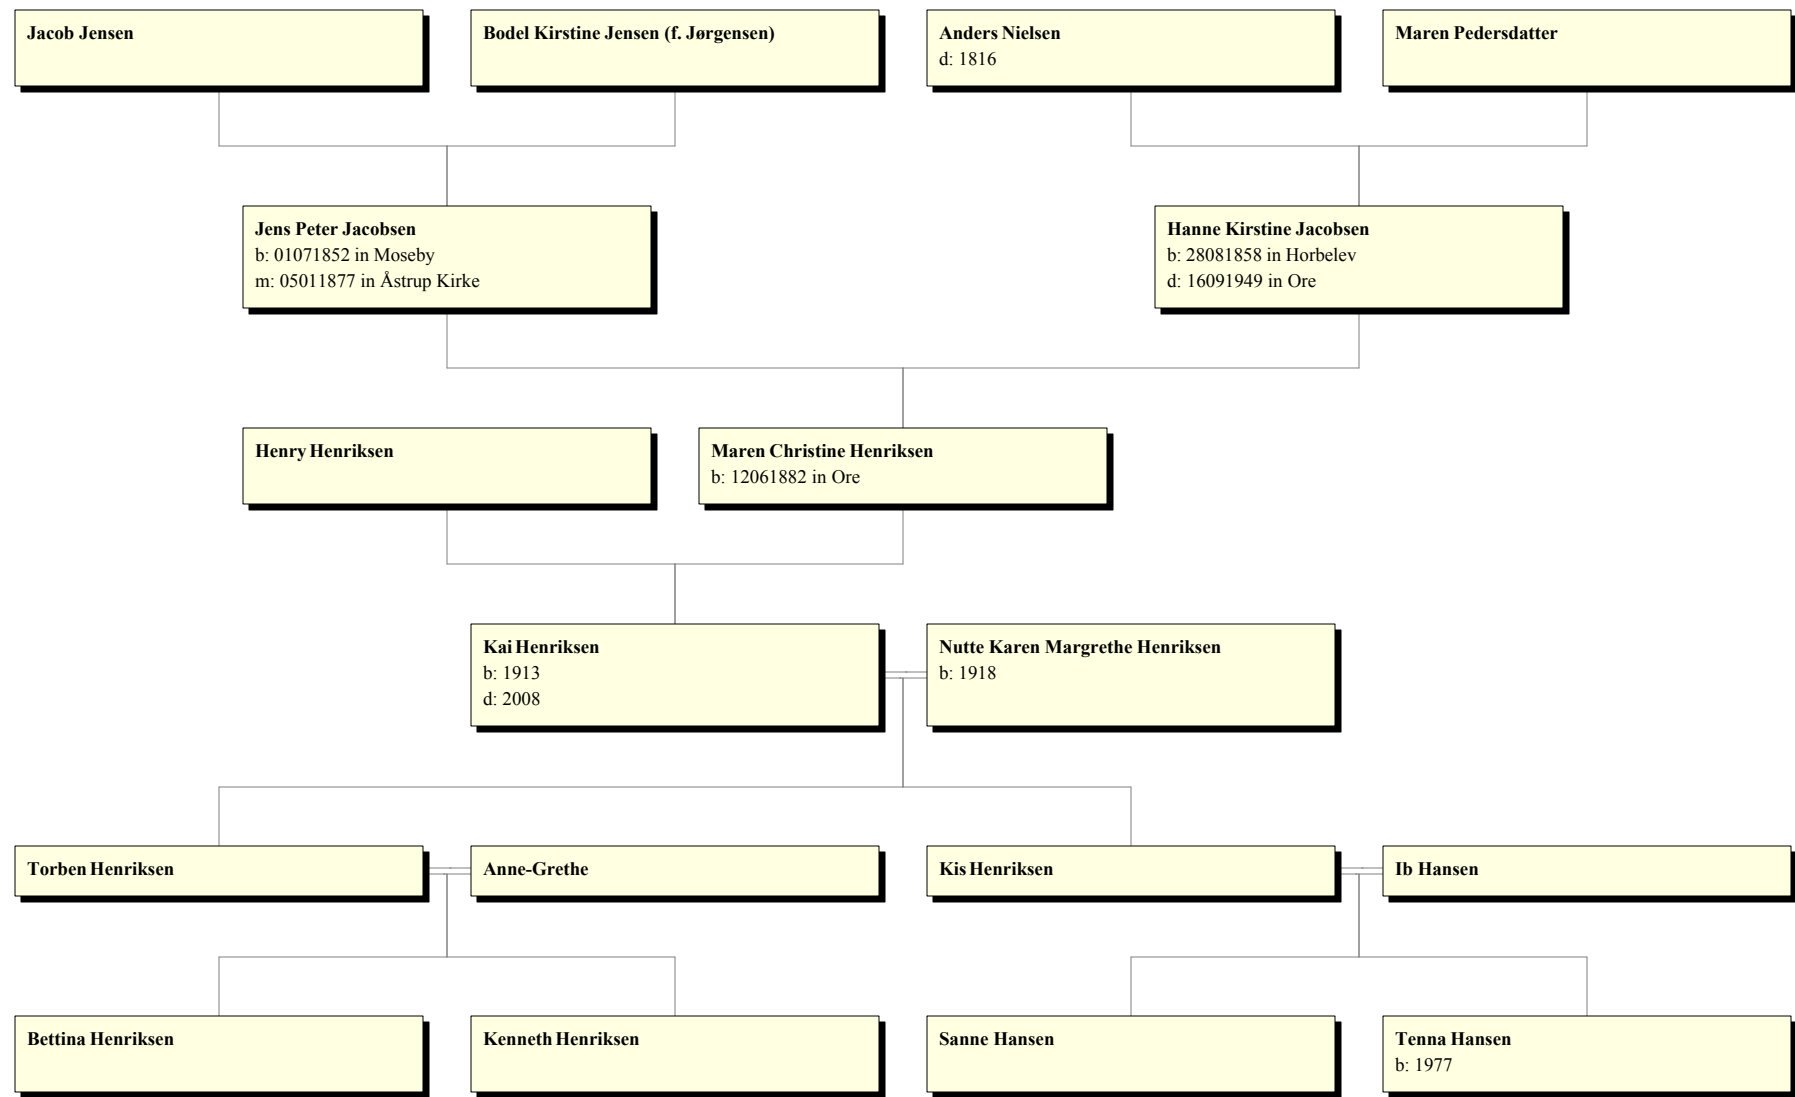 Jacob Jensen
Bodel Kirstine Jensen (f. Jørgensen)
Anders Nielsen
d: 1816
Maren Pedersdatter
Jens Peter Jacobsen
b: 01071852 in Moseby
m: 05011877 in Åstrup Kirke
Hanne Kirstine Jacobsen
b: 28081858 in Horbelev
d: 16091949 in Ore
Henry Henriksen
Maren Christine Henriksen
b: 12061882 in Ore
Kai Henriksen
b: 1913
d: 2008
Nutte Karen Margrethe Henriksen
b: 1918
Torben Henriksen
Anne-Grethe
Kis Henriksen
Ib Hansen
Bettina Henriksen
Kenneth Henriksen
Sanne Hansen
Tenna Hansen
b: 1977